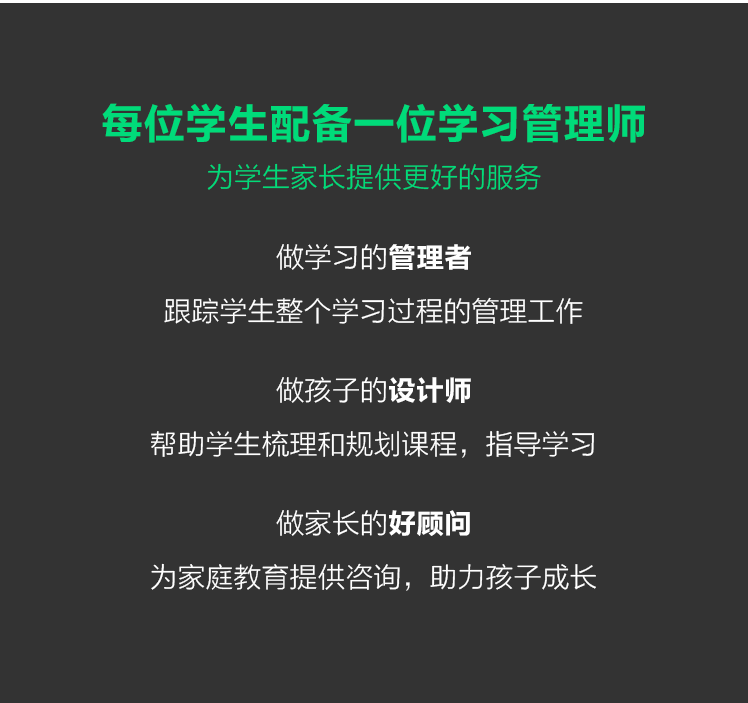 每位学生配备一位学习管理师
为学生家长提供更好的服务
做学习的管理者
跟踪学生整个学习过程的管理工作
做孩子的设计师
帮助学生梳理和规划课程，指导学习
做家长的好顾问
为家庭教育提供咨询，助力孩子成长